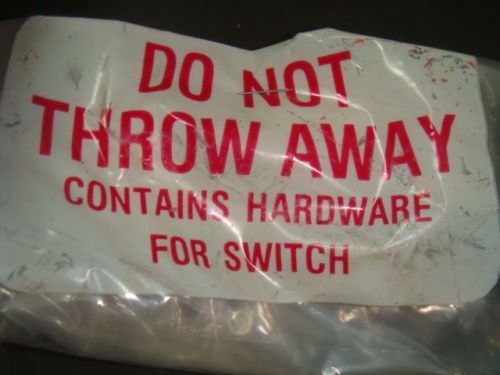 DO NOT
THROW AWAY
CONTAINS HARDWARE
FOR SWITCH